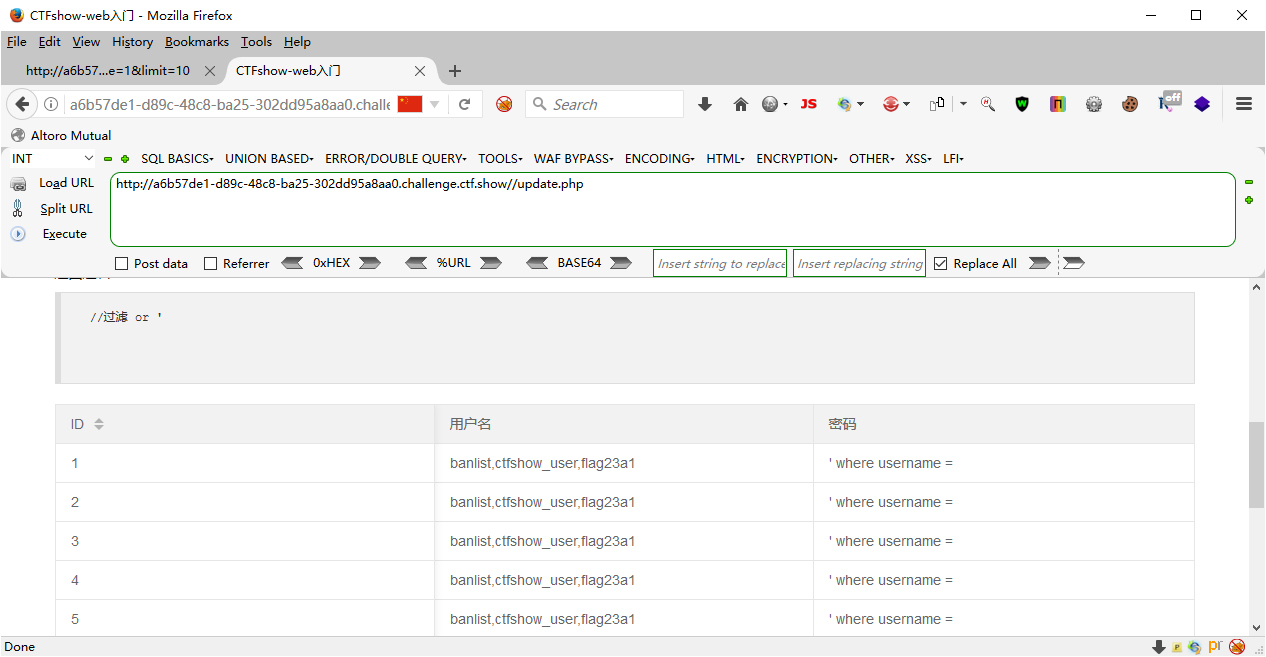 CTFshow-web入门 - Mozilla Firefox
File Edit View History Bookmarks Tools Help
http://a6b57...e=1&limit=10 CTFshow-web入门
a6b57de1-d89c-48c8-ba25-302dd95a8aa0.challe Search JS off
Altoro Mutual
INT SQL BASICS UNION BASED ERROR/DOUBLE QUERY TOOLS WAF BYPASS ENCODING HTML ENCRYPTION OTHER XSS LFI
Load URL http://a6b57de1-d89c-48c8-ba25-302dd95a8aa0.challenge.ctf.show//update.php
Split URL
Execute
Post data Referrer 0xHEX %URL BASE64 Insert string to replace Insert replacing string Replace All
//过滤 or '
ID 用户名 密码
1 banlist,ctfshow_user,flag23a1 ' where username =
2 banlist,ctfshow_user,flag23a1 ' where username =
3 banlist,ctfshow_user,flag23a1 ' where username =
4 banlist,ctfshow_user,flag23a1 ' where username =
5 banlist,ctfshow_user,flag23a1 ' where username =
Done pr